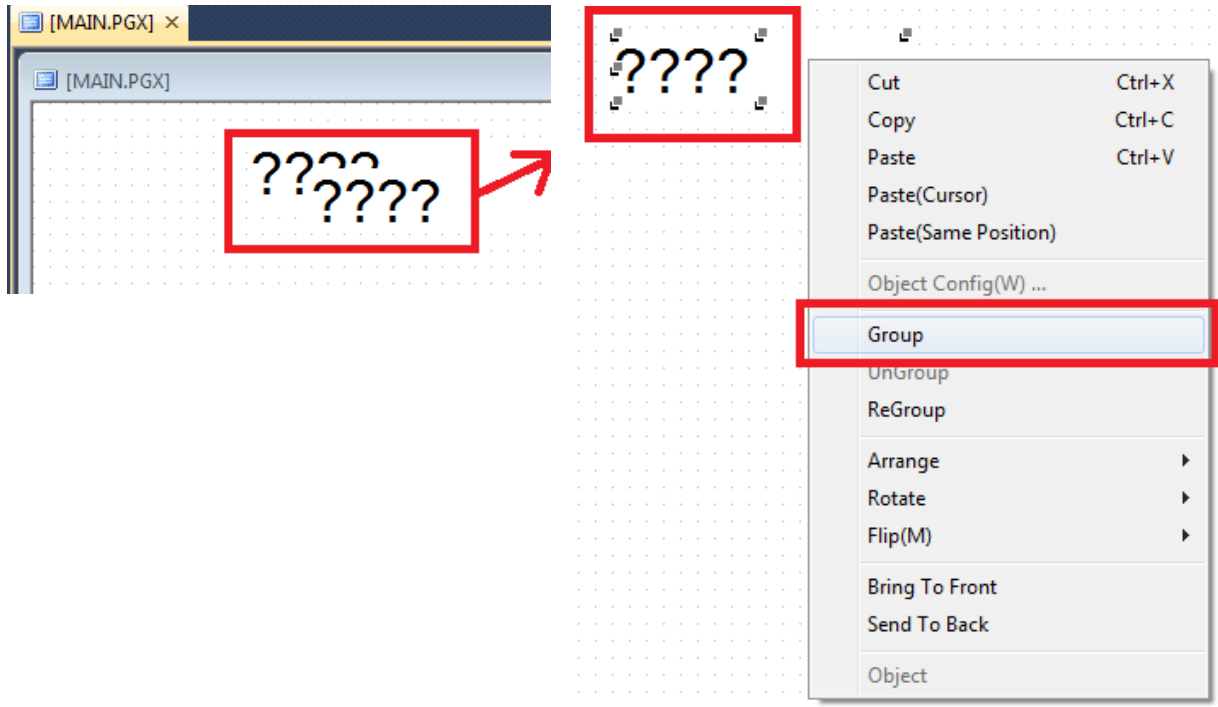 [MAIN.PGX] ×
[MAIN.PGX]
????
????
????
Cut Ctrl+X
Copy Ctrl+C
Paste Ctrl+V
Paste(Cursor)
Paste(Same Position)
Object Config(W) ...
Group
UnGroup
ReGroup
Arrange
Rotate
Flip(M)
Bring To Front
Send To Back
Object